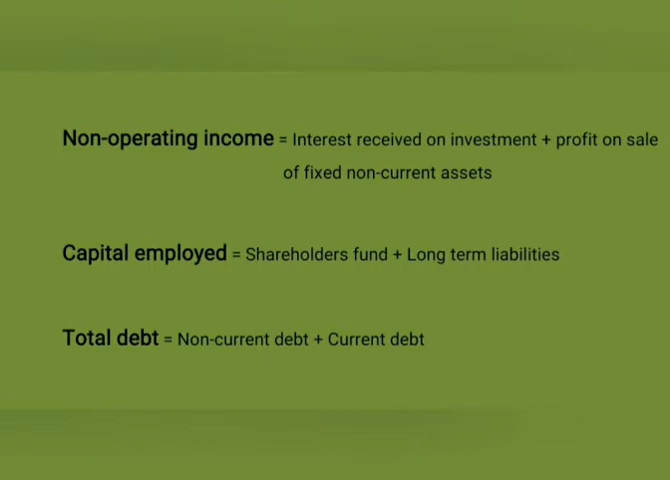 Non-operating income = Interest received on investment + profit on sale
of fixed non-current assets
Capital employed = Shareholders fund + Long term liabilities
Total debt = Non-current debt + Current debt